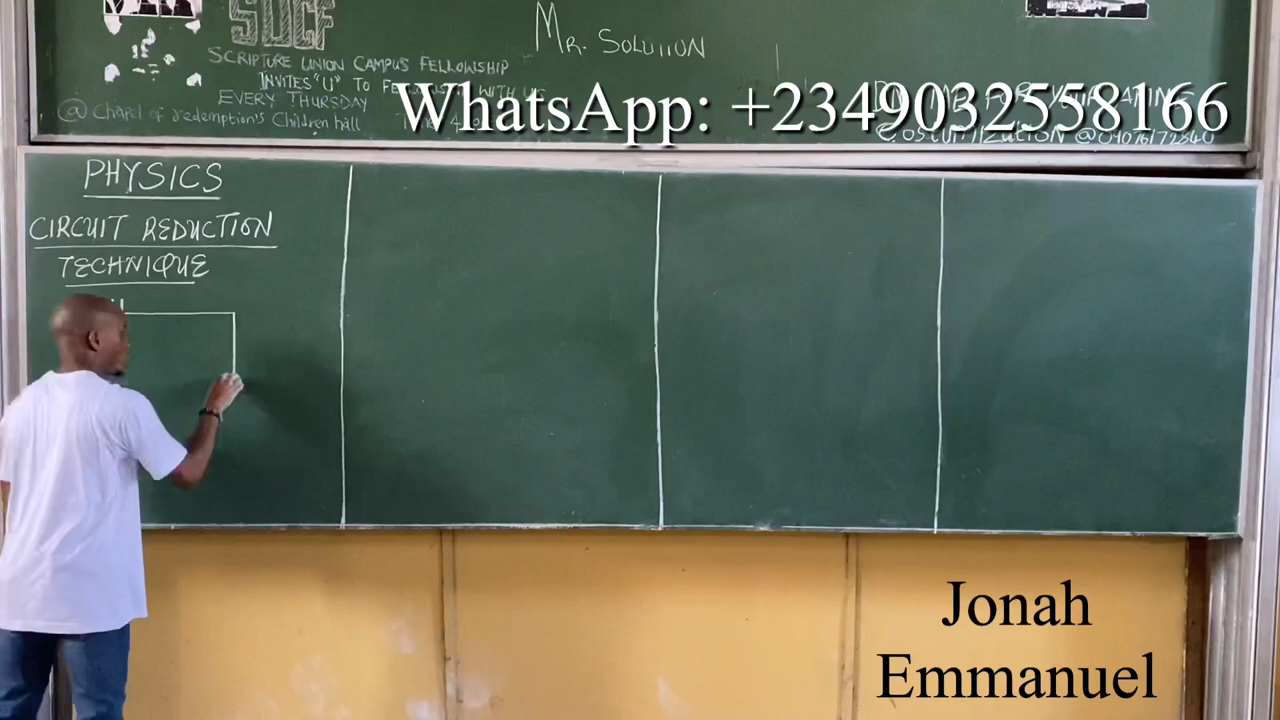 SUCF
MR. SOLUTION
SCRIPTURE UNION CAMPUS FELLOWSHIP
INVITES "U" TO FELLOWSHIP WITH US
EVERY THURSDAY
@ Chapel of redemption's Children hall
WhatsApp: +2349032558166
PHYSICS
CIRCUIT REDUCTION
TECHNIQUE
Jonah
Emmanuel